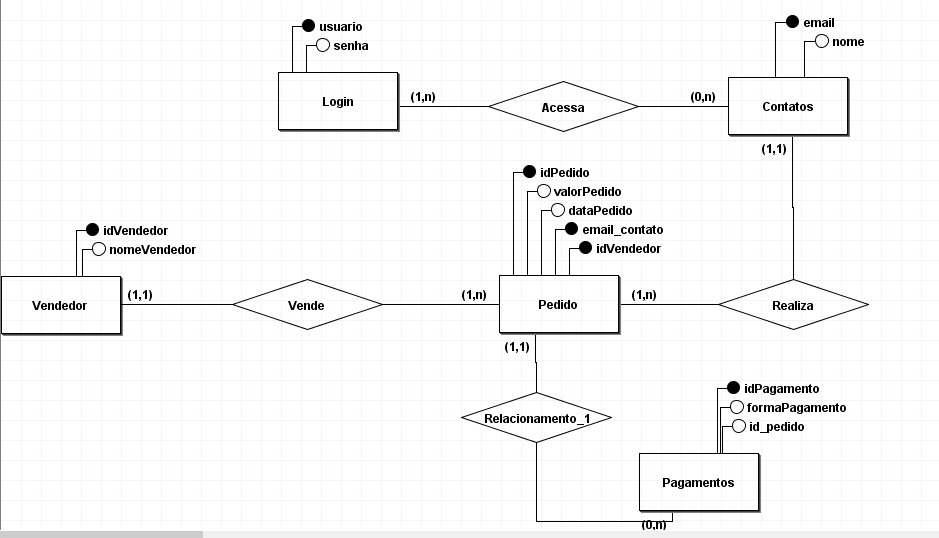 usuario
senha
Login
(1,n)
Acessa
(0,n)
email
nome
Contatos
(1,1)
idPedido
valorPedido
dataPedido
email_contato
idVendedor
idVendedor
nomeVendedor
Vendedor
(1,1)
Vende
(1,n)
Pedido
(1,n)
Realiza
(1,1)
Relacionamento_1
idPagamento
formaPagamento
id_pedido
Pagamentos
(0,n)